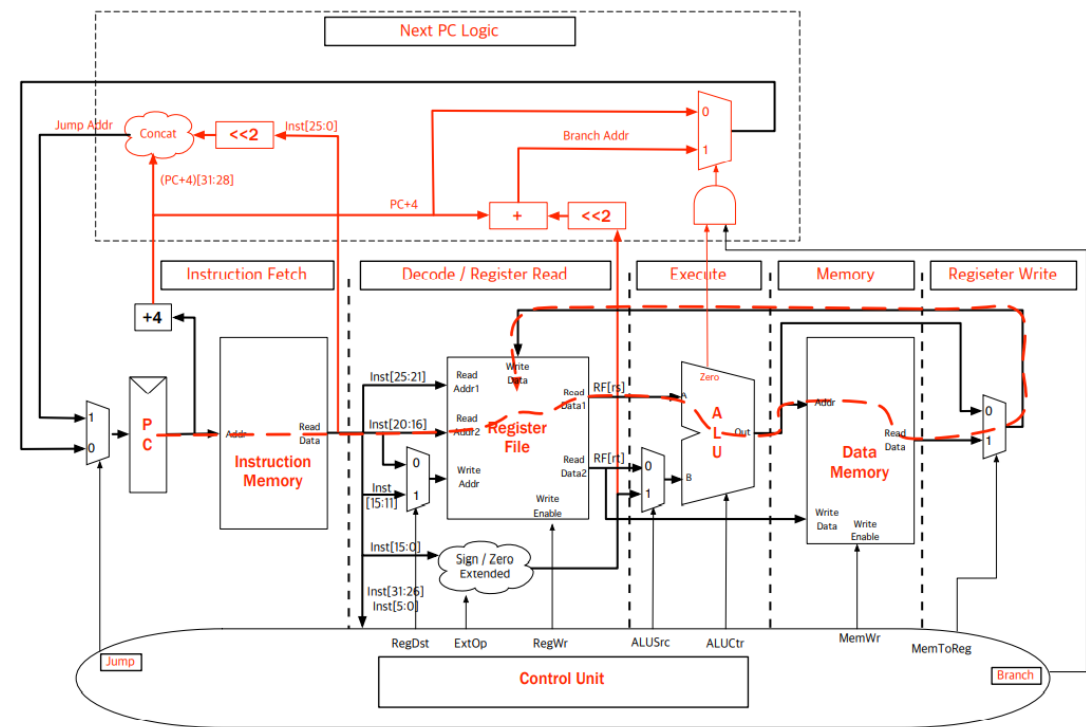 Next PC Logic
0
Jump Addr
Concat
<<2
Inst[25:0]
Branch Addr
1
(PC+4)[31:28]
PC+4
+
<<2
Instruction Fetch
Decode / Register Read
Execute
Memory
Regiseter Write
+4
Write
Data
Zero
Inst[25:21]
Read
Addr1
Read
Data1
RF[rs]
A
1
0
P
C
Addr
Read
Data
Instruction
Memory
Inst[20:16]
Read
Addr2
Register
File
A
L
U
Out
Addr
Read
Data
Data
Memory
0
1
0
1
Inst
[15:11]
Write
Addr
Read
Data2
RF[rt]
0
1
B
Write
Enable
Write
Data
Write
Enable
Inst[15:0]
Sign / Zero
Extended
Inst[31:26]
Inst[5:0]
RegDst
ExtOp
RegWr
ALUSrc
ALUCtr
MemWr
MemToReg
Jump
Control Unit
Branch